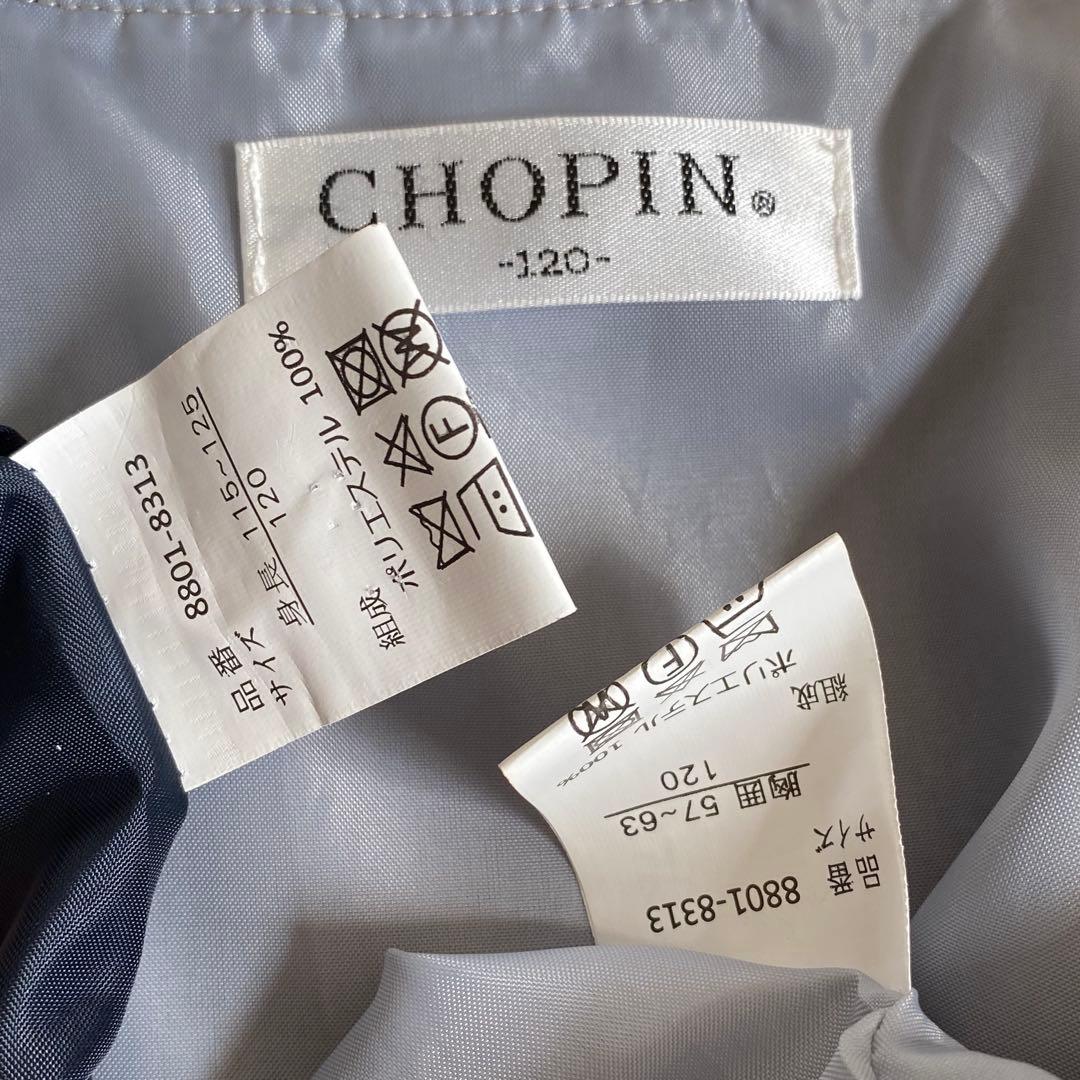 CHOPIN®
-120-
品番 8801-8313
サイズ
身長 115~125
120
組成 ポリエステル 100%
W
F
品番 8801-8313
サイズ
胸囲 57~63
120
組成 ポリエステル 100%
F
W